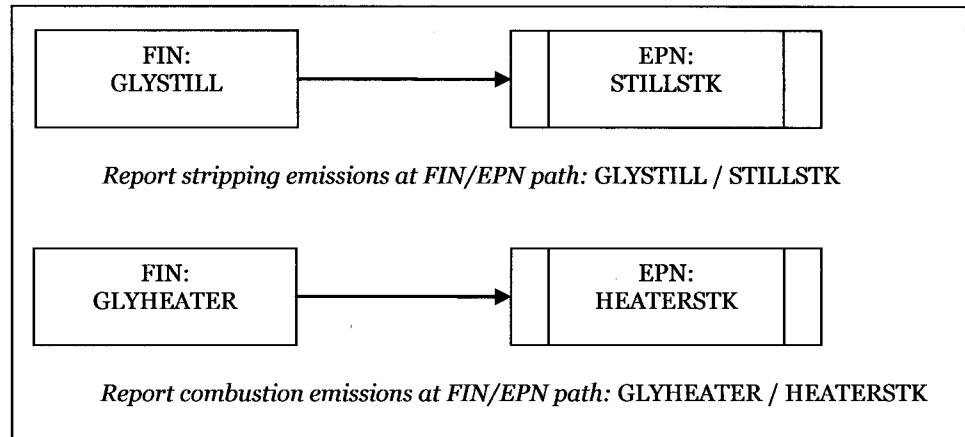 FIN:
GLYSTILL
EPN:
STILLSTK
Report stripping emissions at FIN/EPN path: GLYSTILL / STILLSTK
FIN:
GLYHEATER
EPN:
HEATERSTK
Report combustion emissions at FIN/EPN path: GLYHEATER / HEATERSTK